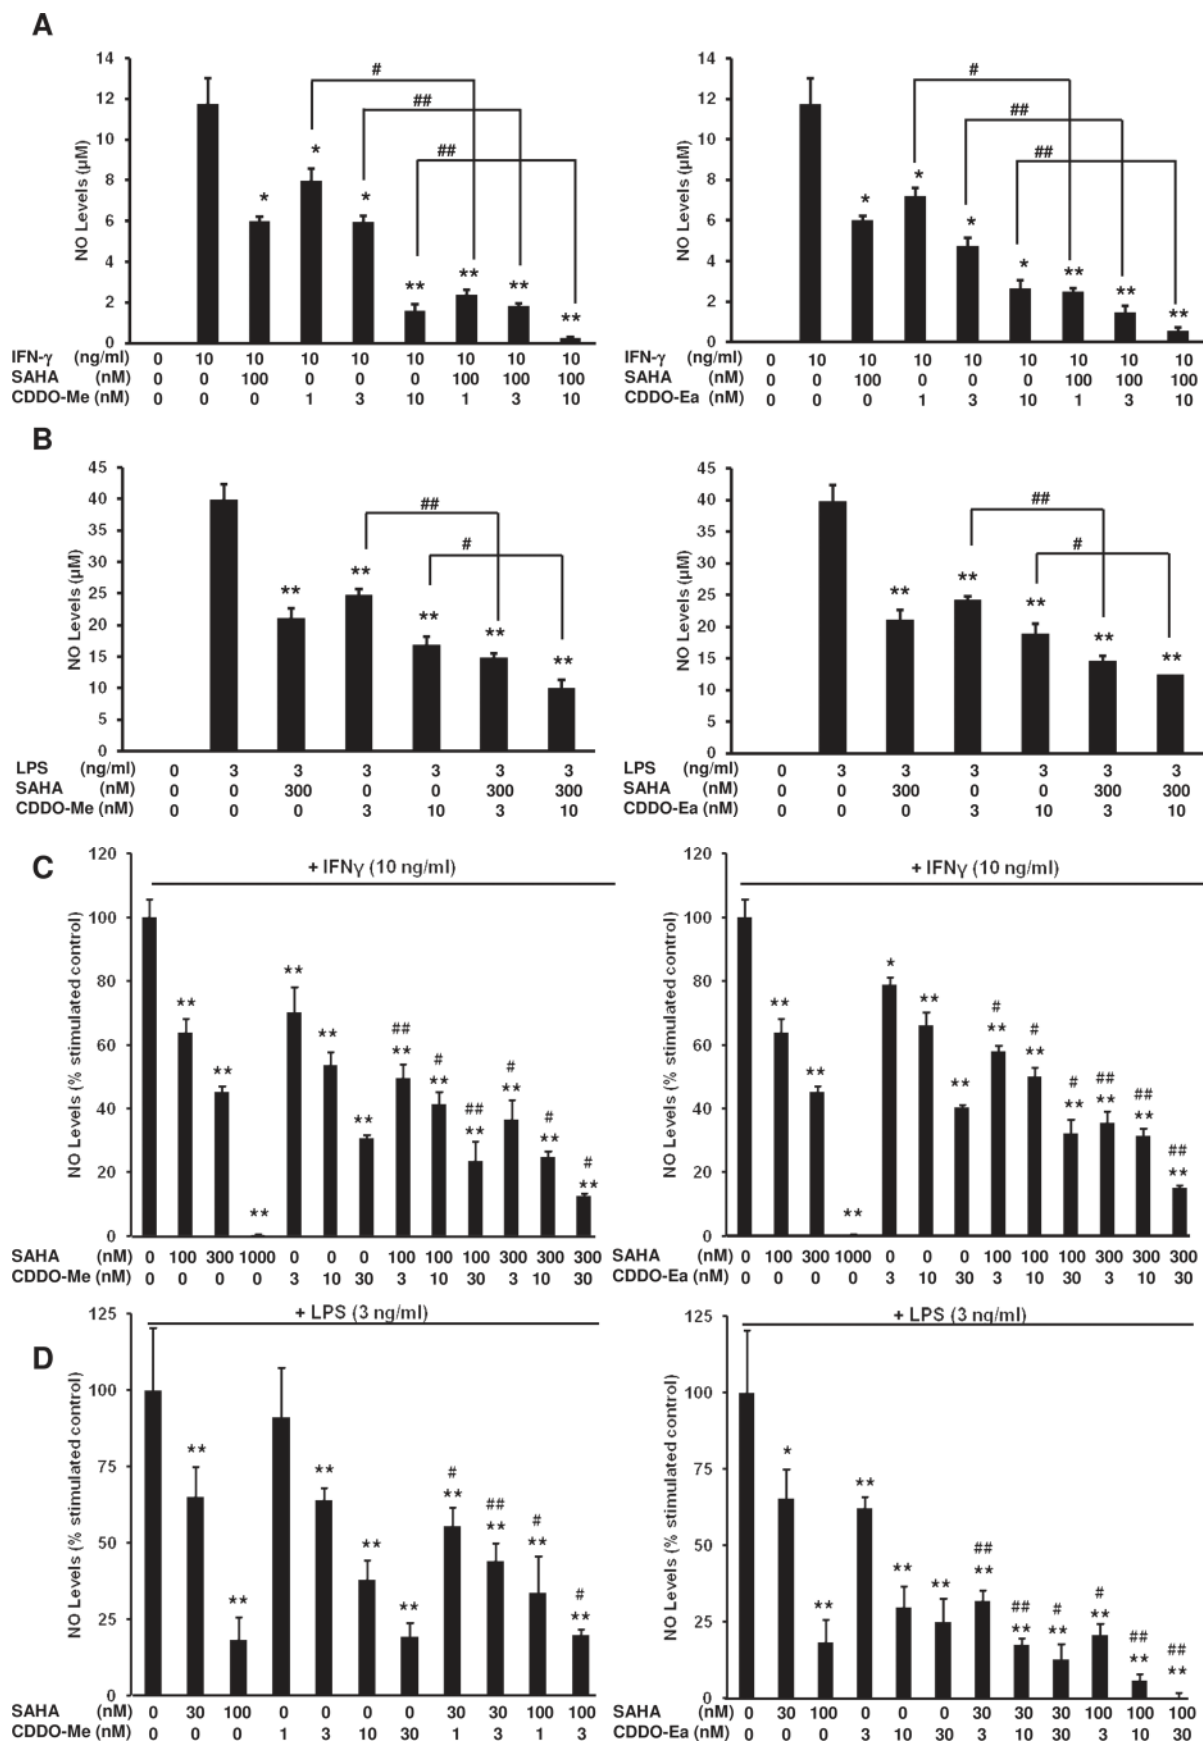 A
14
12
10
8
6
4
2
0
NO Levels (µM)
#
##
##
*
*
*
**
**
**
**
IFN-γ (ng/ml) 0 10 10 10 10 10 10 10 10
SAHA (nM) 0 0 100 0 0 0 100 100 100
CDDO-Me (nM) 0 0 0 1 3 10 1 3 10
14
12
10
8
6
4
2
0
NO Levels (µM)
#
##
##
*
*
*
*
**
**
**
IFN-γ (ng/ml) 0 10 10 10 10 10 10 10 10
SAHA (nM) 0 0 100 0 0 0 100 100 100
CDDO-Ea (nM) 0 0 0 1 3 10 1 3 10
B
45
40
35
30
25
20
15
10
5
0
NO Levels (µM)
##
#
**
**
**
**
**
LPS (ng/ml) 0 3 3 3 3 3 3
SAHA (nM) 0 0 300 0 0 300 300
CDDO-Me (nM) 0 0 0 3 10 3 10
45
40
35
30
25
20
15
10
5
0
NO Levels (µM)
##
#
**
**
**
**
**
LPS (ng/ml) 0 3 3 3 3 3 3
SAHA (nM) 0 0 300 0 0 300 300
CDDO-Ea (nM) 0 0 0 3 10 3 10
C
120
100
80
60
40
20
0
NO Levels (% stimulated control)
+ IFNγ (10 ng/ml)
** ** ** ** ** ** ** ** ** ** ** **
## # ## # # #
SAHA (nM) 0 100 300 1000 0 0 0 100 100 100 300 300 300
CDDO-Me (nM) 0 0 0 0 3 10 30 3 10 30 3 10 30
120
100
80
60
40
20
0
NO Levels (% stimulated control)
+ IFNγ (10 ng/ml)
** ** ** * ** ** ** ** ** ** ** **
# # # ## ## ##
SAHA (nM) 0 100 300 1000 0 0 0 100 100 100 300 300 300
CDDO-Ea (nM) 0 0 0 0 3 10 30 3 10 30 3 10 30
D
125
100
75
50
25
0
NO Levels (% stimulated control)
+ LPS (3 ng/ml)
** ** ** ** ** ** ** ** **
# ## # #
SAHA (nM) 0 30 100 0 0 0 0 30 30 100 100
CDDO-Me (nM) 0 0 0 1 3 10 30 1 3 1 3
125
100
75
50
25
0
NO Levels (% stimulated control)
+ LPS (3 ng/ml)
* ** ** ** ** ** ** ** ** ** **
## ## # # ## ##
SAHA (nM) 0 30 100 0 0 0 30 30 30 100 100 100
CDDO-Ea (nM) 0 0 0 3 10 30 3 10 30 3 10 30